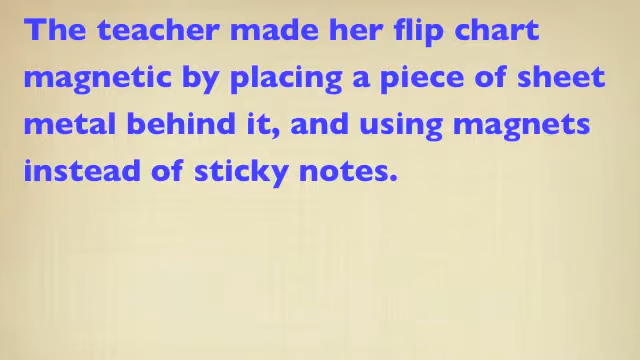 The teacher made her flip chart
magnetic by placing a piece of sheet
metal behind it, and using magnets
instead of sticky notes.